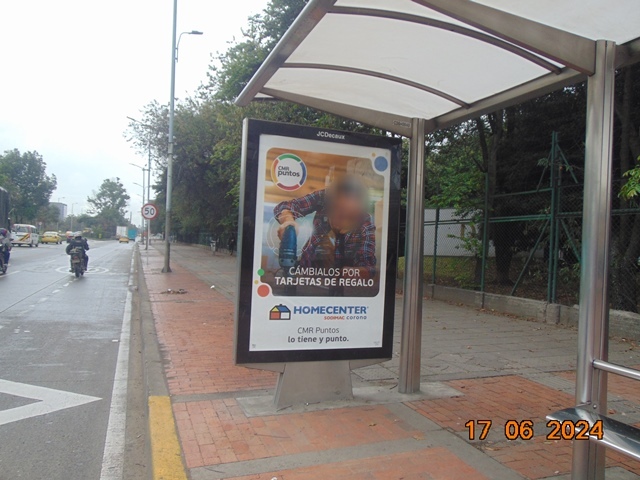 JCDecaux
CMR
puntos
50
CÁMBIALOS POR
TARJETAS DE REGALO
HOMECENTER
SODIMAC corona
CMR Puntos
lo tiene y punto.
17 06 2024